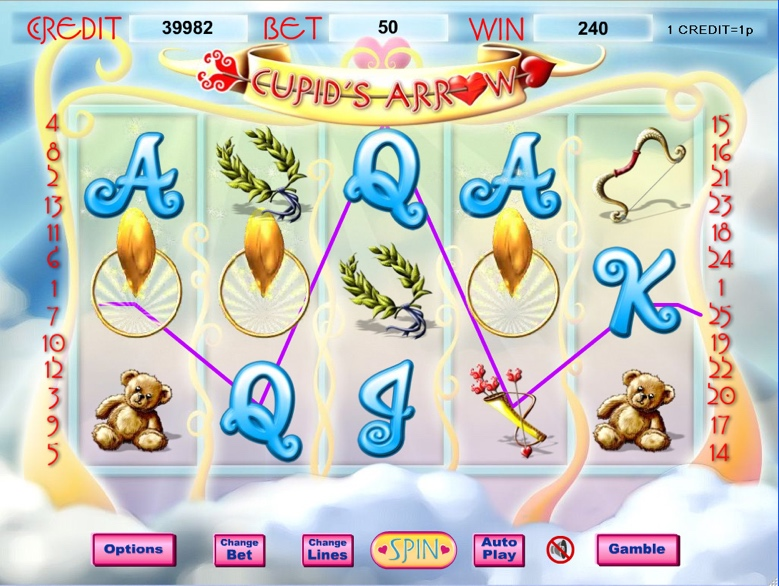 CREDIT 39982 BET 50 WIN 240 1 CREDIT=1p
CUPID'S ARROW
4 15
8 16
2 21
13 23
11 18
6 24
1 1
7 25
10 19
12 22
3 20
9 17
5 14
A Q A
K
Q J
Options Change Bet Change Lines SPIN Auto Play Gamble